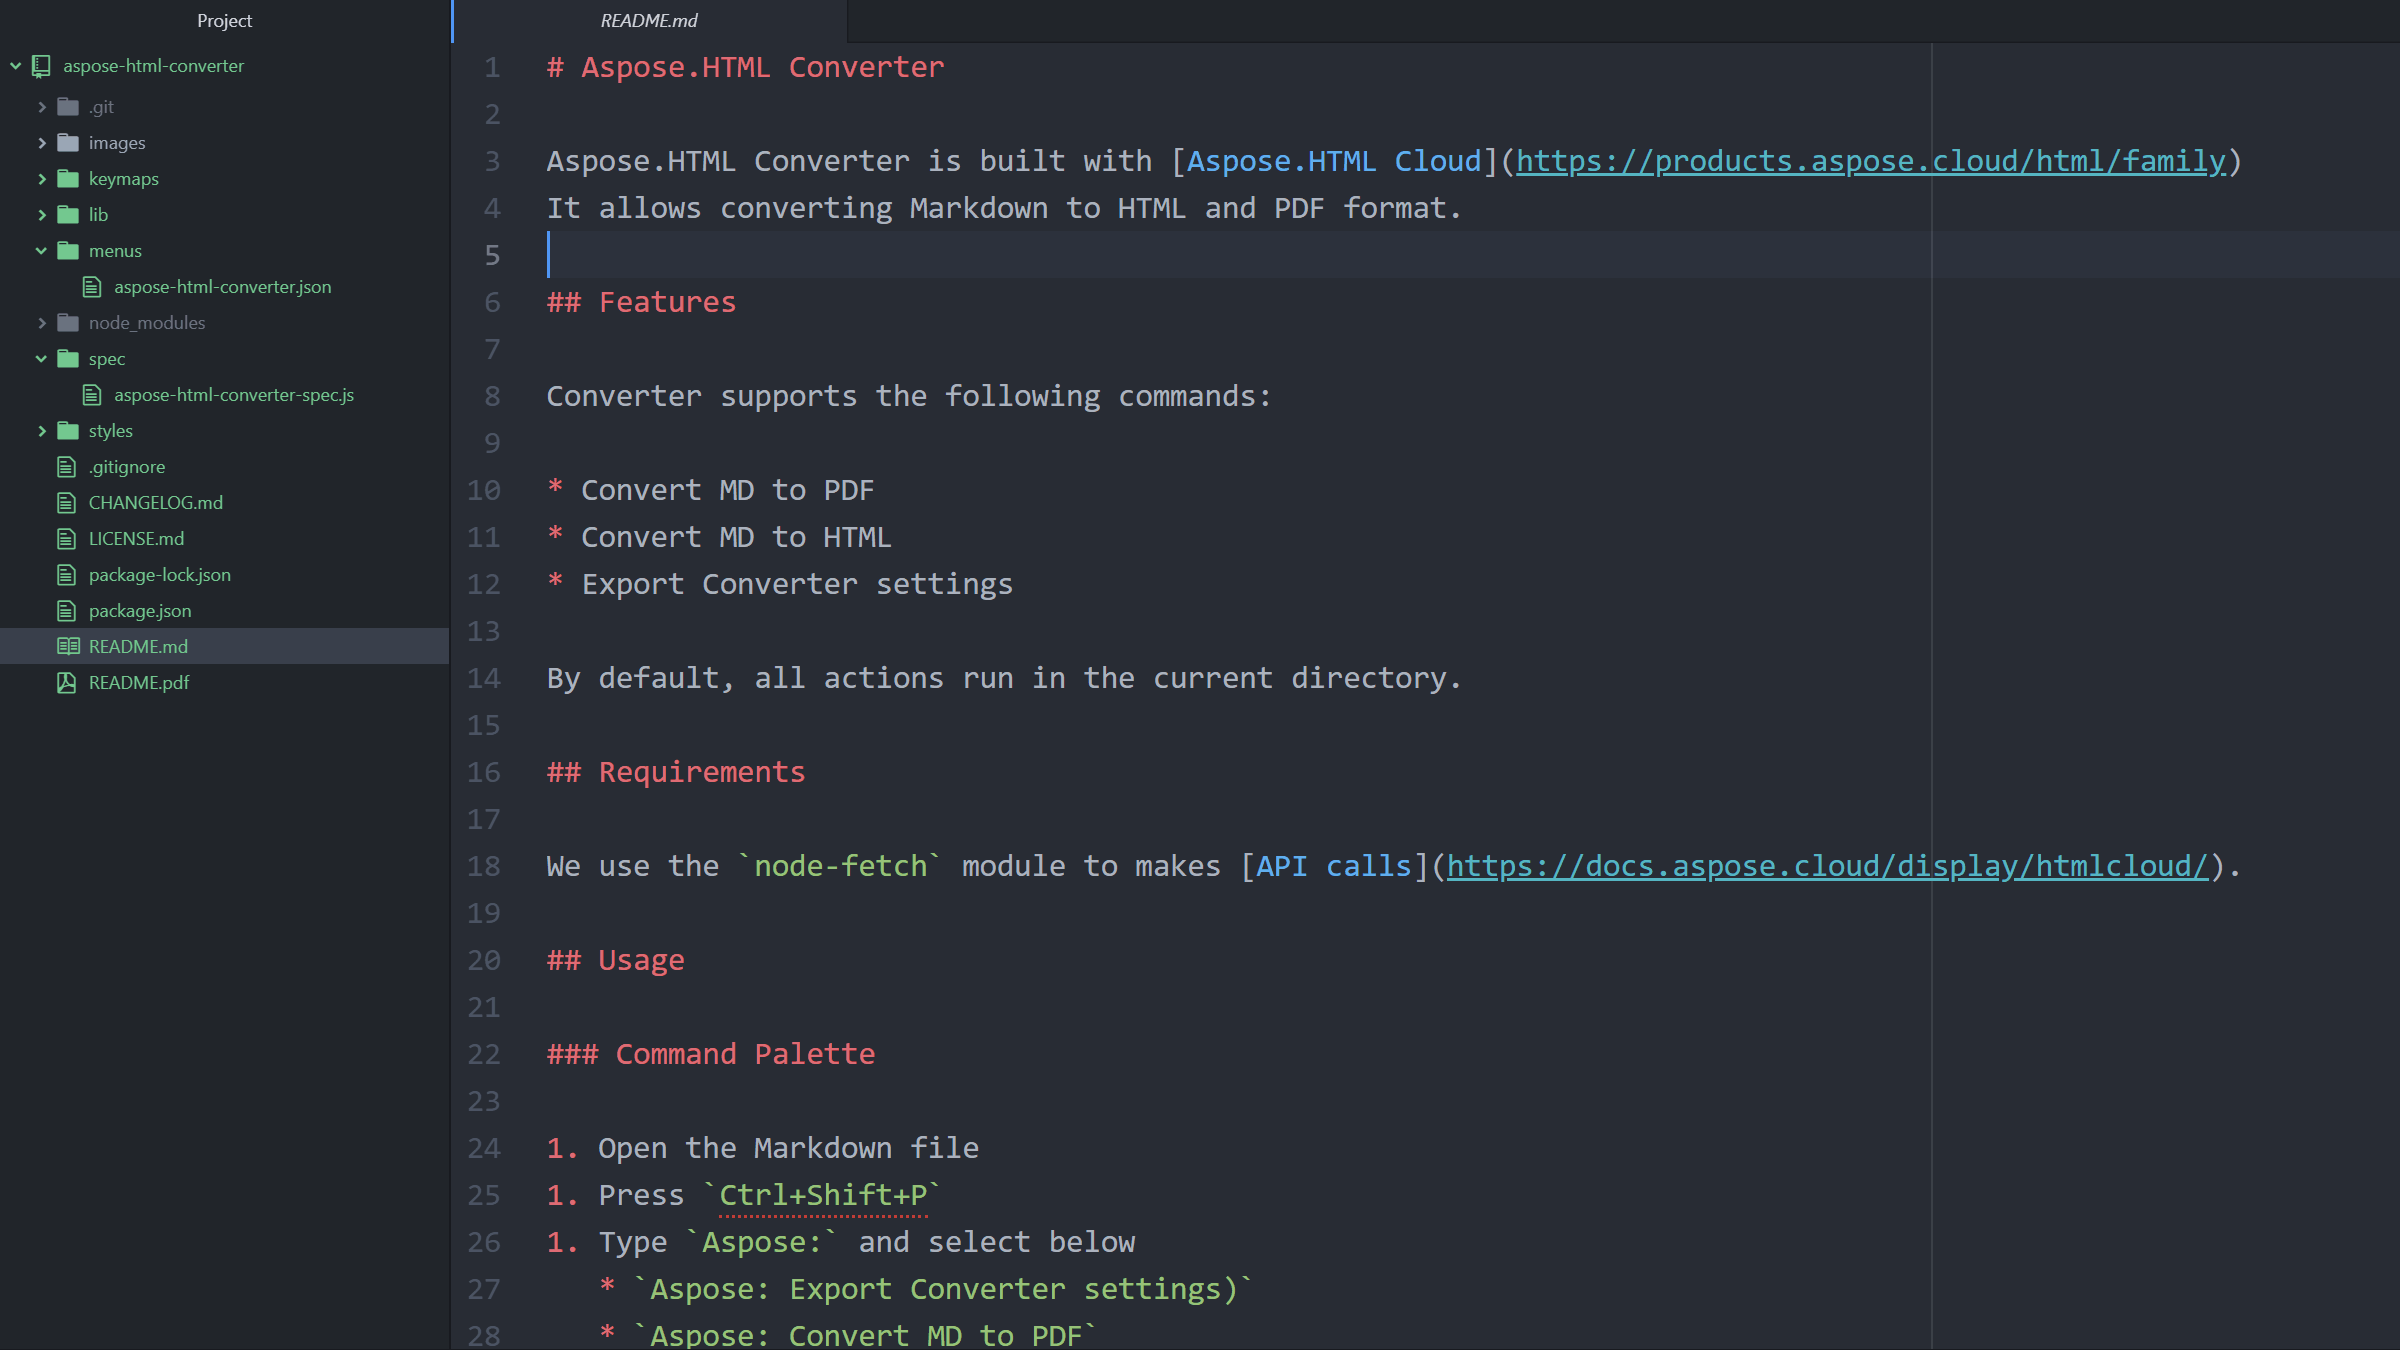 Project
aspose-html-converter
.git
images
keymaps
lib
menus
aspose-html-converter.json
node_modules
spec
aspose-html-converter-spec.js
styles
.gitignore
CHANGELOG.md
LICENSE.md
package-lock.json
package.json
README.md
README.pdf
README.md
1 # Aspose.HTML Converter
2
3 Aspose.HTML Converter is built with [Aspose.HTML Cloud](https://products.aspose.cloud/html/family)
4 It allows converting Markdown to HTML and PDF format.
5
6 ## Features
7
8 Converter supports the following commands:
9
10 * Convert MD to PDF
11 * Convert MD to HTML
12 * Export Converter settings
13
14 By default, all actions run in the current directory.
15
16 ## Requirements
17
18 We use the `node-fetch` module to makes [API calls](https://docs.aspose.cloud/display/htmlcloud/).
19
20 ## Usage
21
22 ### Command Palette
23
24 1. Open the Markdown file
25 1. Press `Ctrl+Shift+P`
26 1. Type `Aspose:` and select below
27 * `Aspose: Export Converter settings)`
28 * `Aspose: Convert MD to PDF`